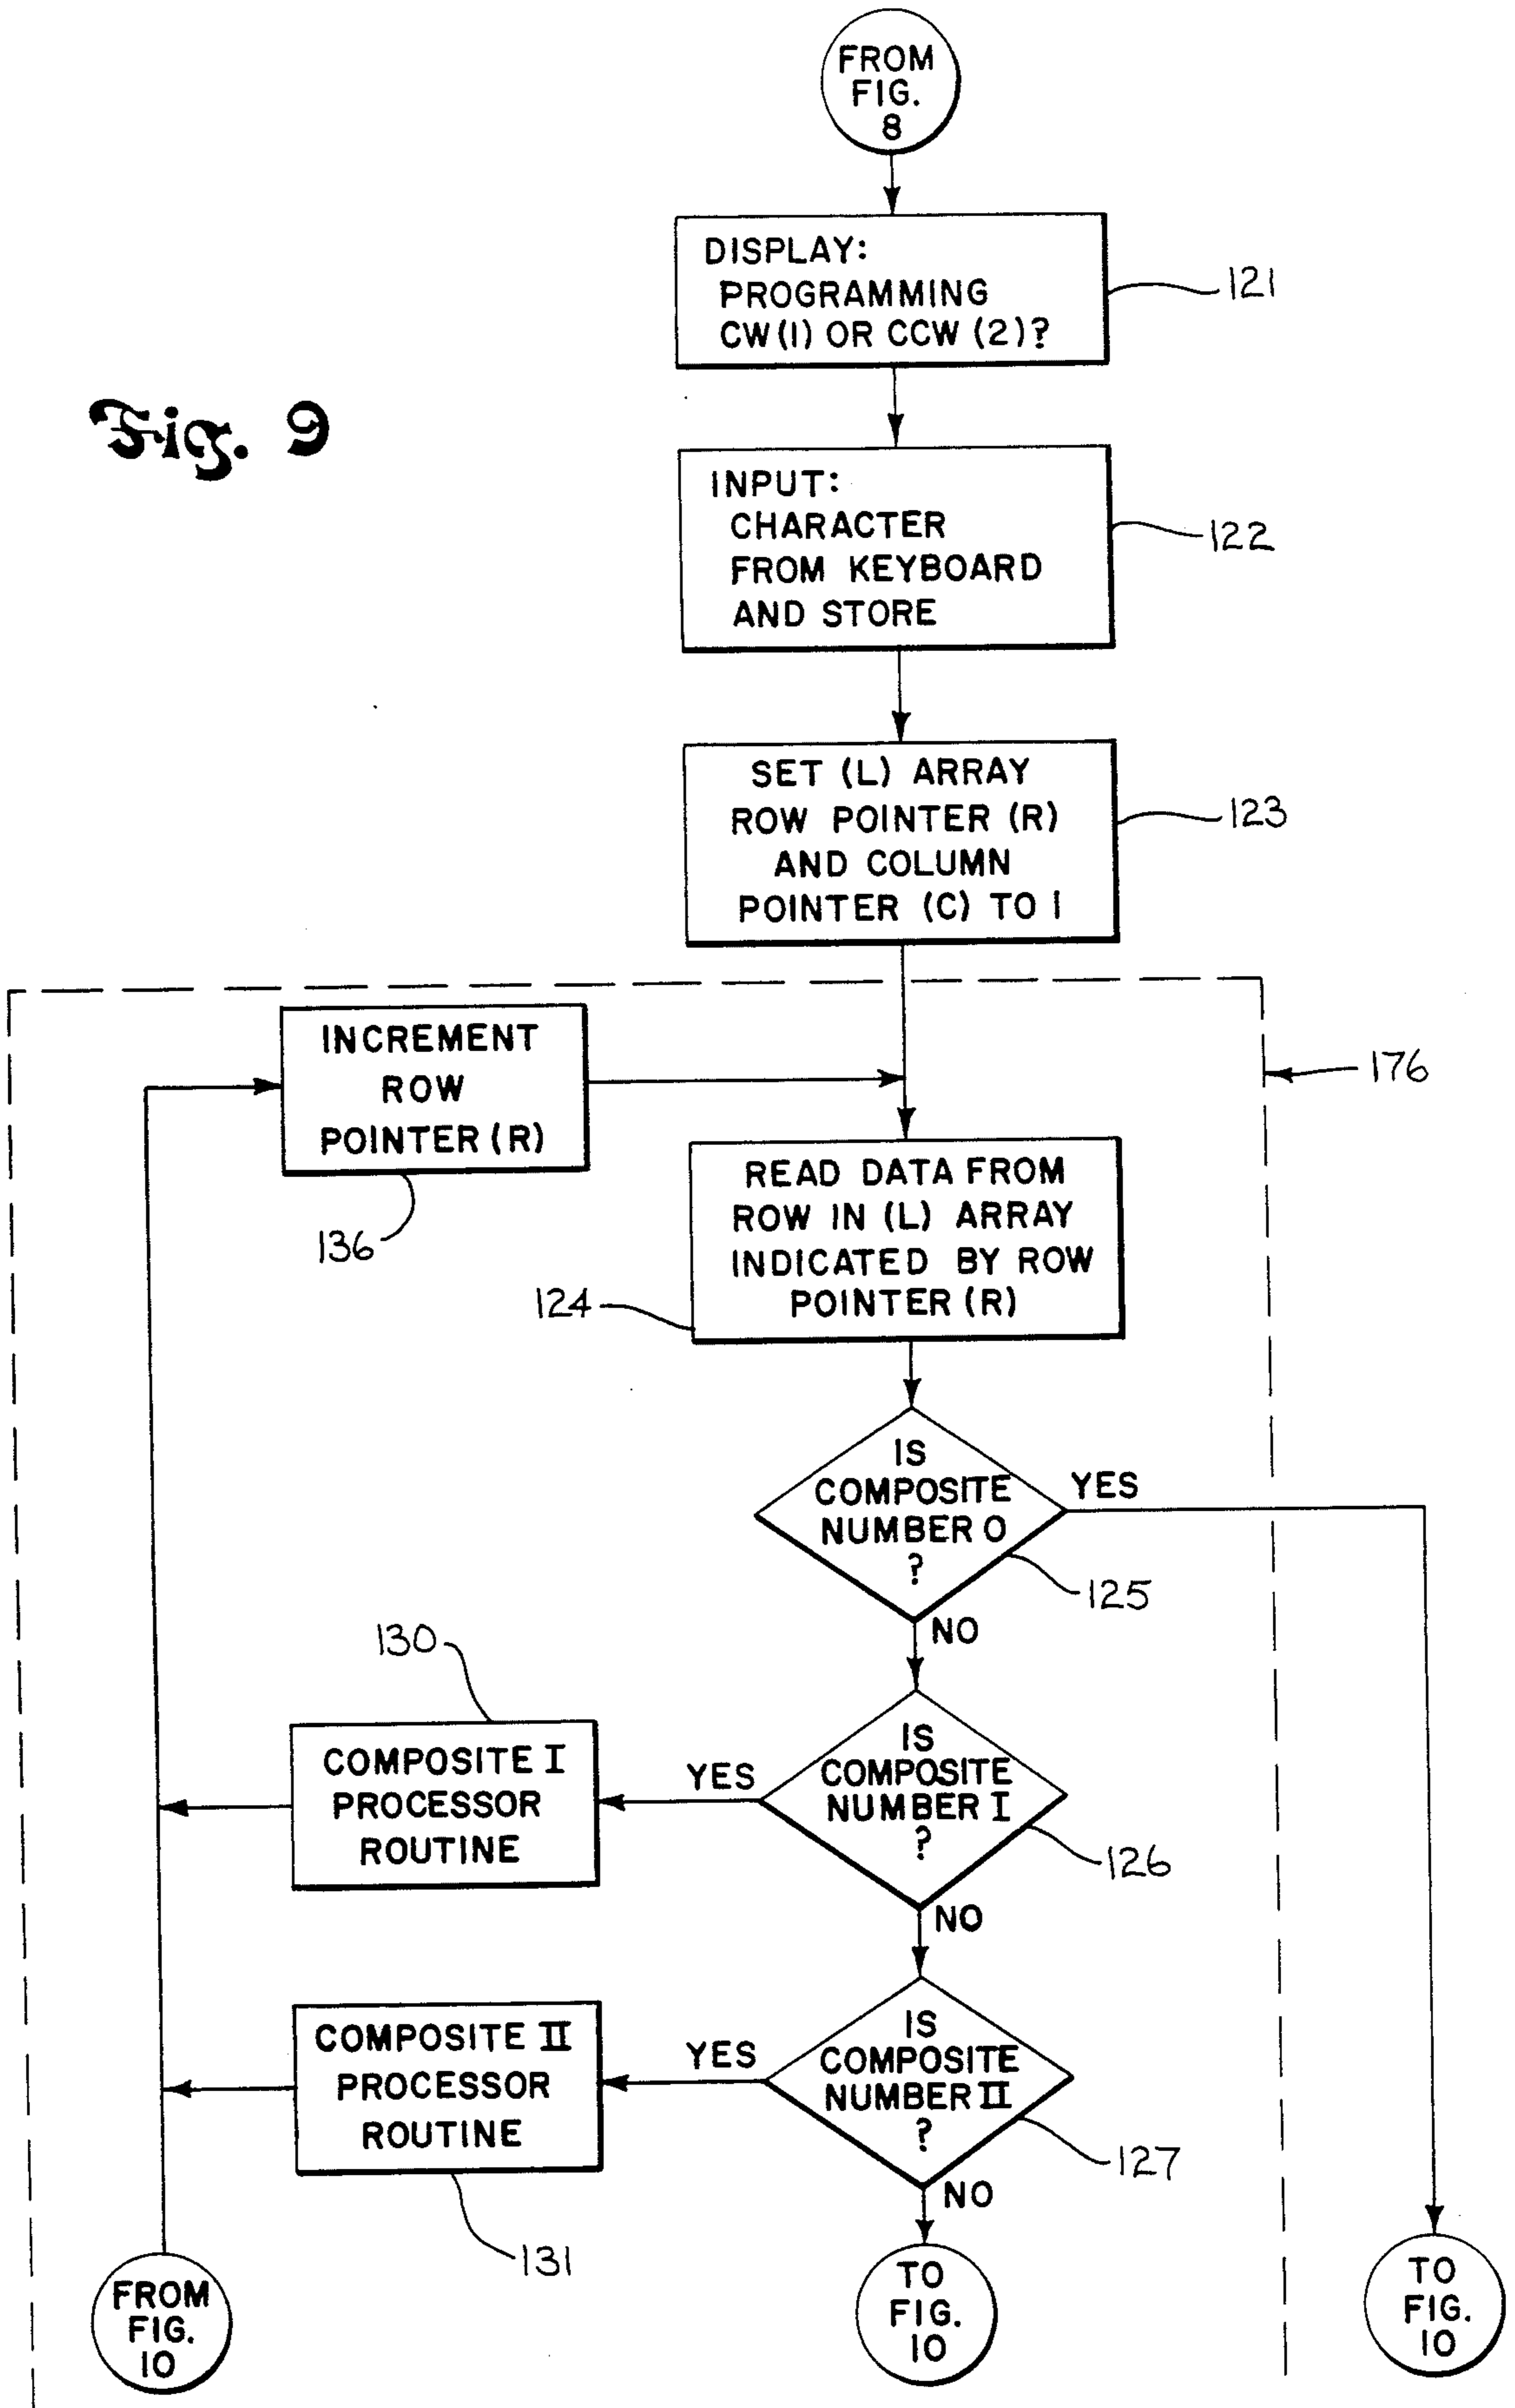 FROM
FIG.
8
DISPLAY:
PROGRAMMING
CW(1) OR CCW (2)?
121
Fig. 9
INPUT:
CHARACTER
FROM KEYBOARD
AND STORE
122
SET (L) ARRAY
ROW POINTER (R)
AND COLUMN
POINTER (C) TO 1
123
INCREMENT
ROW
POINTER (R)
136
176
READ DATA FROM
ROW IN (L) ARRAY
INDICATED BY ROW
POINTER (R)
124
IS
COMPOSITE
NUMBER 0
?
YES
125
NO
130
COMPOSITE I
PROCESSOR
ROUTINE
YES
IS
COMPOSITE
NUMBER I
?
126
NO
COMPOSITE II
PROCESSOR
ROUTINE
131
YES
IS
COMPOSITE
NUMBER II
?
127
NO
FROM
FIG.
10
TO
FIG.
10
TO
FIG.
10